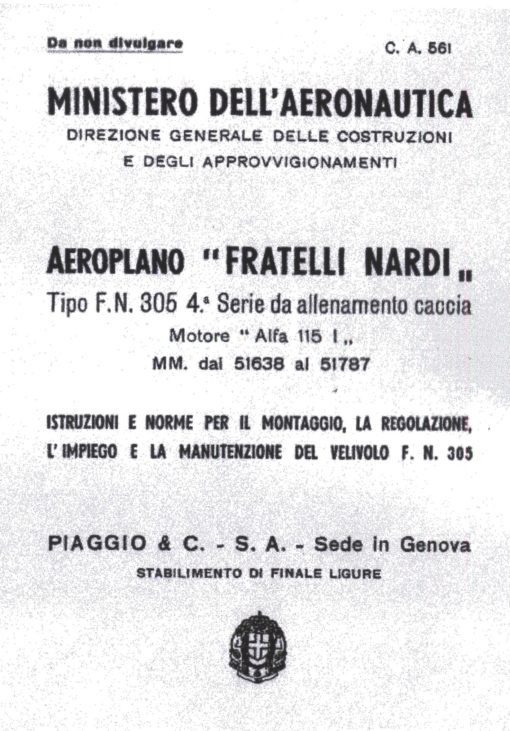 Da non divulgare
C. A. 561
MINISTERO DELL'AERONAUTICA
DIREZIONE GENERALE DELLE COSTRUZIONI
E DEGLI APPROVVIGIONAMENTI
AEROPLANO "FRATELLI NARDI„
Tipo F.N. 305 4.ª Serie da allenamento caccia
Motore "Alfa 115 I„
MM. dal 51638 al 51787
ISTRUZIONI E NORME PER IL MONTAGGIO, LA REGOLAZIONE,
L'IMPIEGO E LA MANUTENZIONE DEL VELIVOLO F. N. 305
PIAGGIO & C. - S. A. - Sede in Genova
STABILIMENTO DI FINALE LIGURE